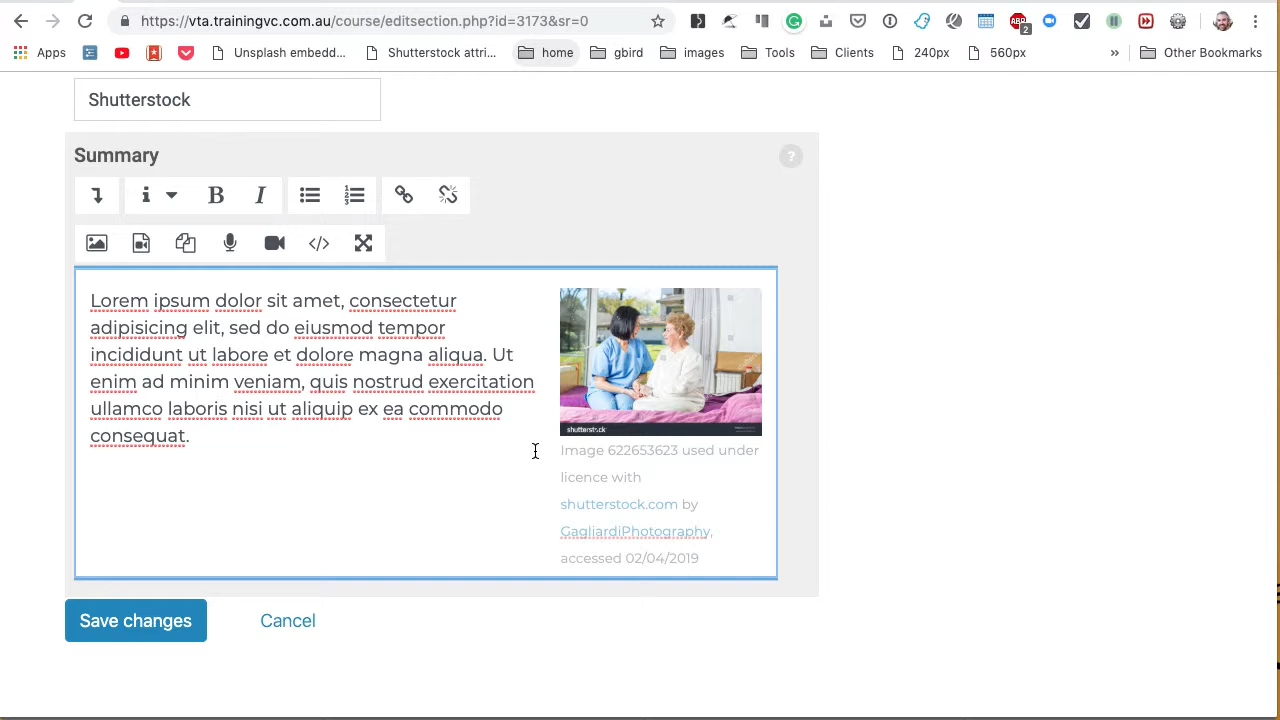 https://vta.trainingvc.com.au/course/editsection.php?id=3173&sr=0
ABP
2
Apps
Unsplash embedd...
Shutterstock attri...
home
gbird
images
Tools
Clients
240px
560px
»
Other Bookmarks
Shutterstock
Summary
?
B I
</>
Lorem ipsum dolor sit amet, consectetur
adipisicing elit, sed do eiusmod tempor
incididunt ut labore et dolore magna aliqua. Ut
enim ad minim veniam, quis nostrud exercitation
ullamco laboris nisi ut aliquip ex ea commodo
consequat.
shutterstock
Image 622653623 used under
licence with
shutterstock.com by
GagliardiPhotography,
accessed 02/04/2019
Save changes
Cancel